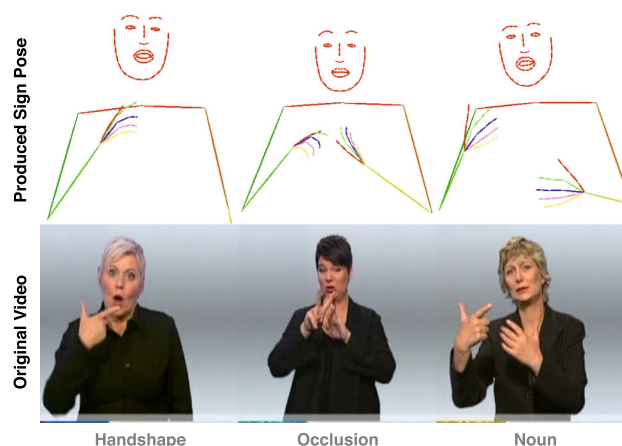 Produced Sign Pose
Original Video
Handshape
Occlusion
Noun